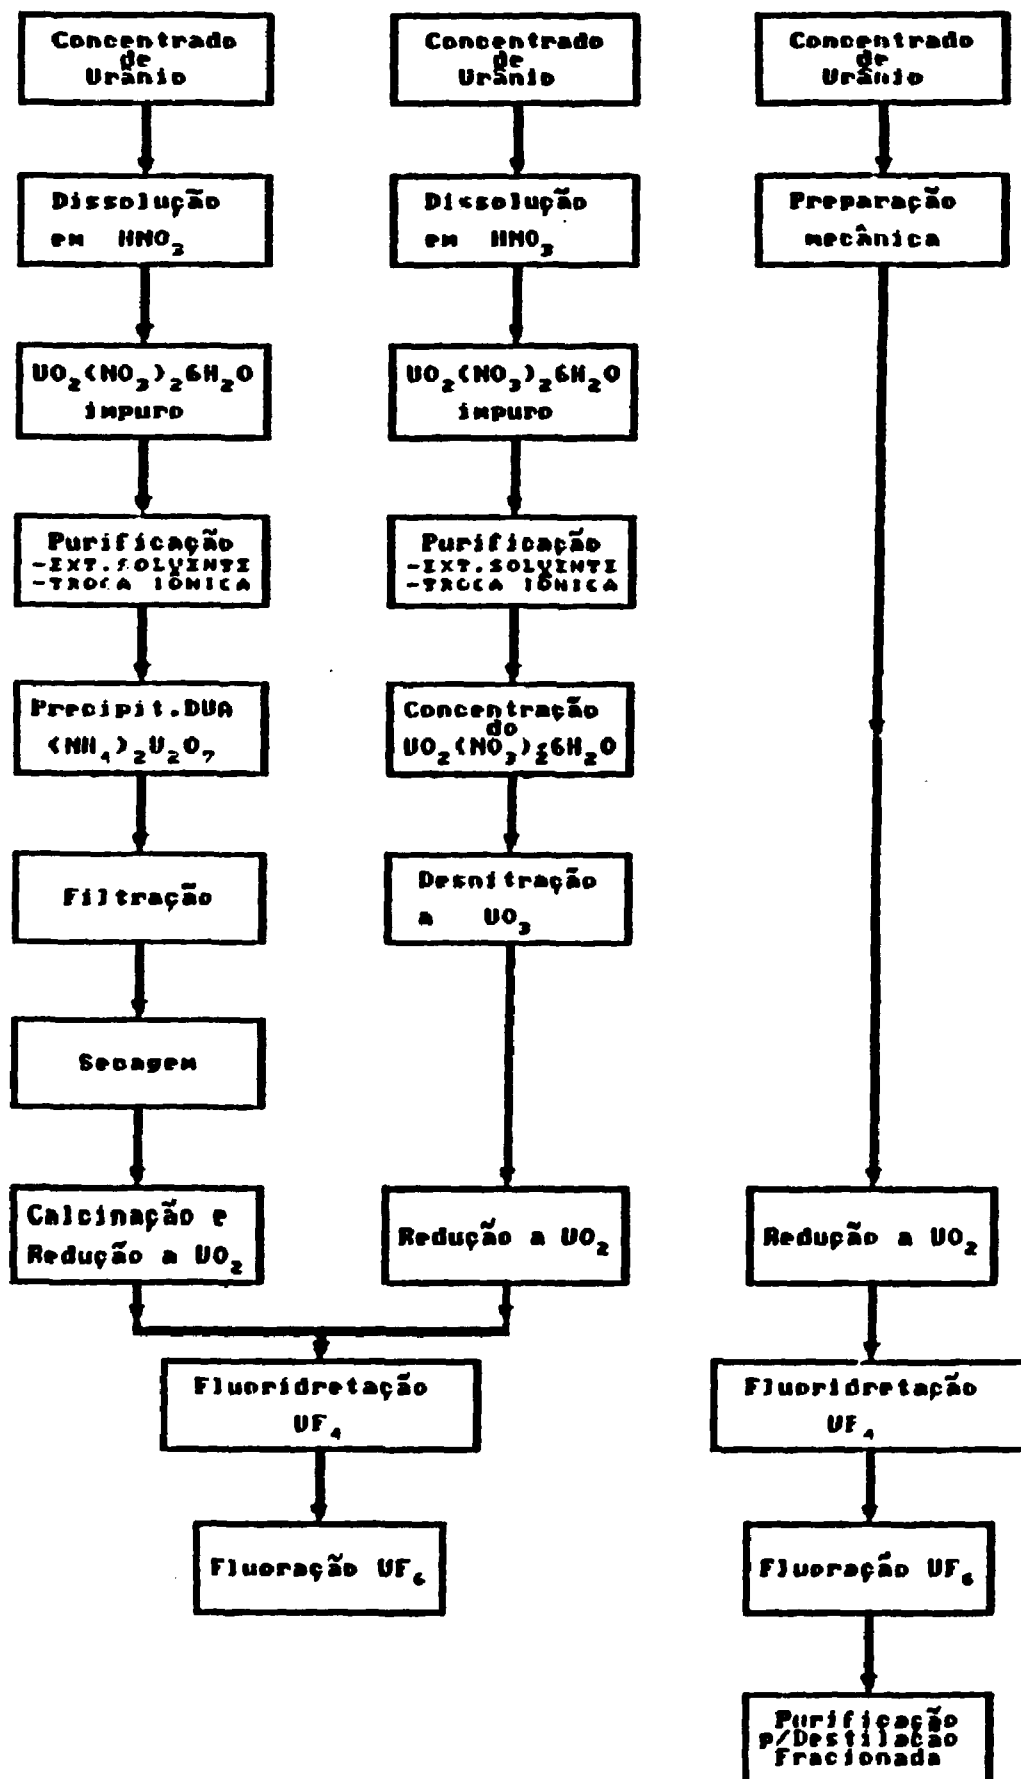 Concentrado
de
Urânio
Dissolução
em HNO3
UO2(NO3)26H2O
impuro
Purificação
-EXT.SOLVENTE
-TROCA IÔNICA
Precipit.DUA
(NH4)2U2O7
Filtração
Secagem
Calcinação e
Redução a UO2
Concentrado
de
Urânio
Dissolução
em HNO3
UO2(NO3)26H2O
impuro
Purificação
-EXT.SOLVENTE
-TROCA IÔNICA
Concentração
do
UO2(NO3)26H2O
Desnitração
a UO3
Redução a UO2
Fluoridretação
UF4
Fluoração UF6
Concentrado
de
Urânio
Preparação
mecânica
Redução a UO2
Fluoridretação
UF4
Fluoração UF6
Purificação
p/Destilação
Fracionada